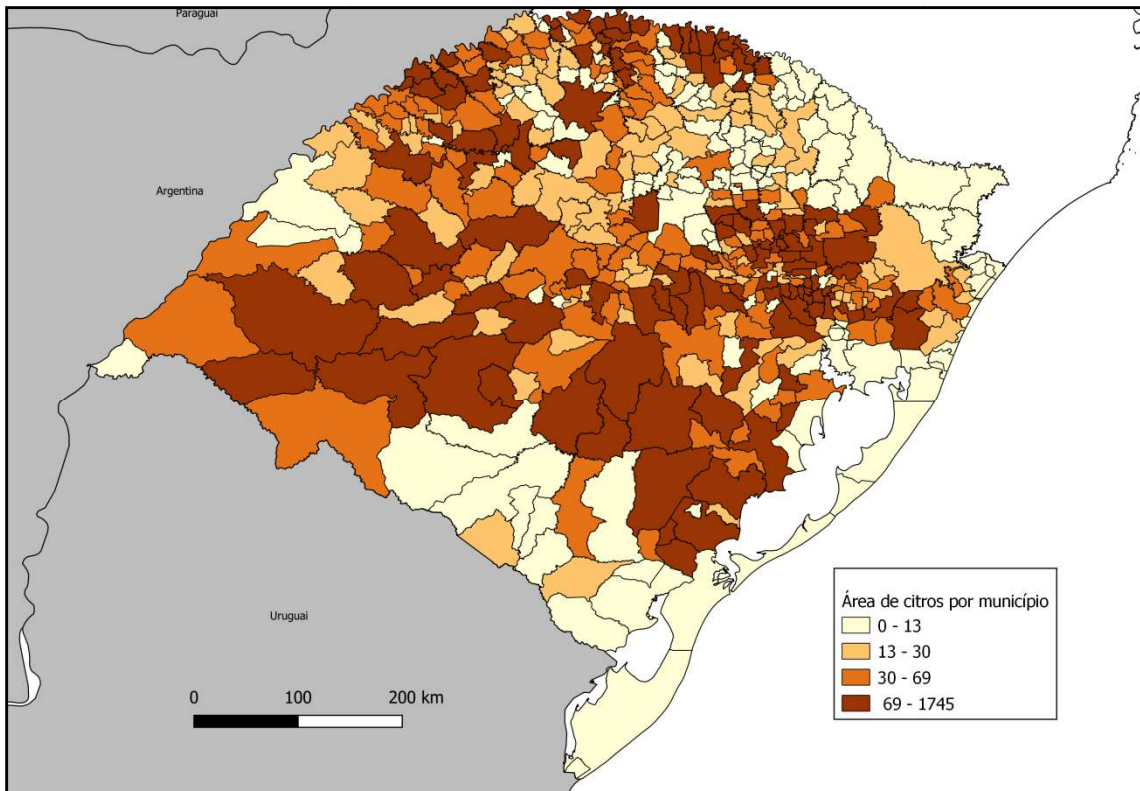 Paraguai
Argentina
Uruguai
0 100 200 km
Área de citros por município
0 - 13
13 - 30
30 - 69
69 - 1745